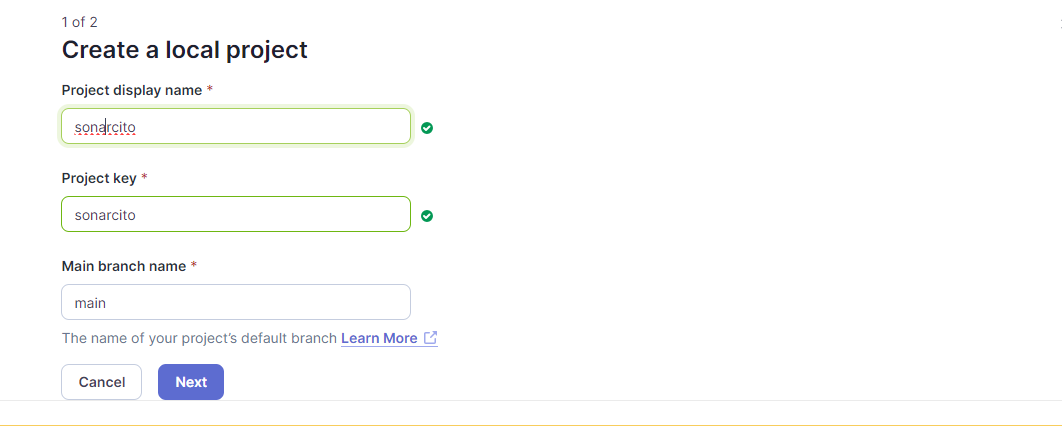 1 of 2
Create a local project
Project display name *
sonarcito
Project key *
sonarcito
Main branch name *
main
The name of your project’s default branch Learn More
Cancel Next